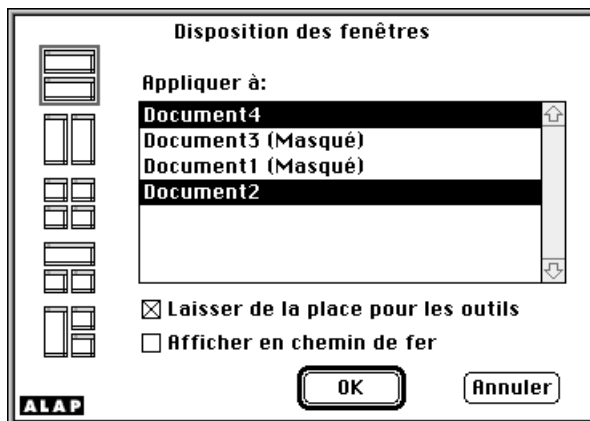 Disposition des fenêtres
Appliquer à:
Document4
Document3 (Masqué)
Document1 (Masqué)
Document2
Laisser de la place pour les outils
Afficher en chemin de fer
OK
Annuler
ALAP